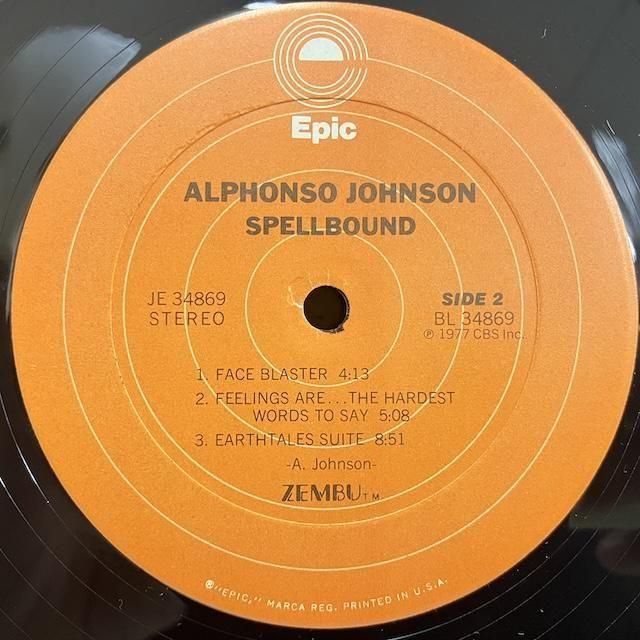 Epic
ALPHONSO JOHNSON
SPELLBOUND
JE 34869
STEREO
SIDE 2
BL 34869
℗ 1977 CBS Inc.
1. FACE BLASTER 4:13
2. FEELINGS ARE...THE HARDEST
WORDS TO SAY 5:08
3. EARTHTALES SUITE 8:51
-A. Johnson-
ZEMBU TM
®"EPIC," MARCA REG. PRINTED IN U.S.A.